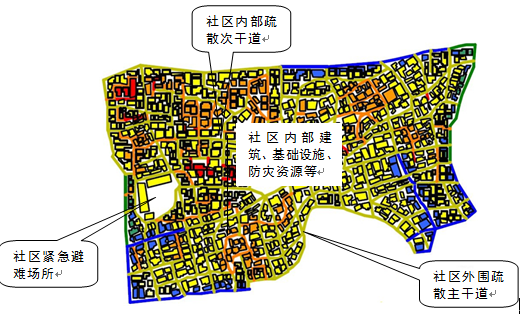 社区内部疏
散次干道↵
社区内部建
筑、基础设施、
防灾资源等↵
社区紧急避
难场所↵
社区外围疏
散主干道↵